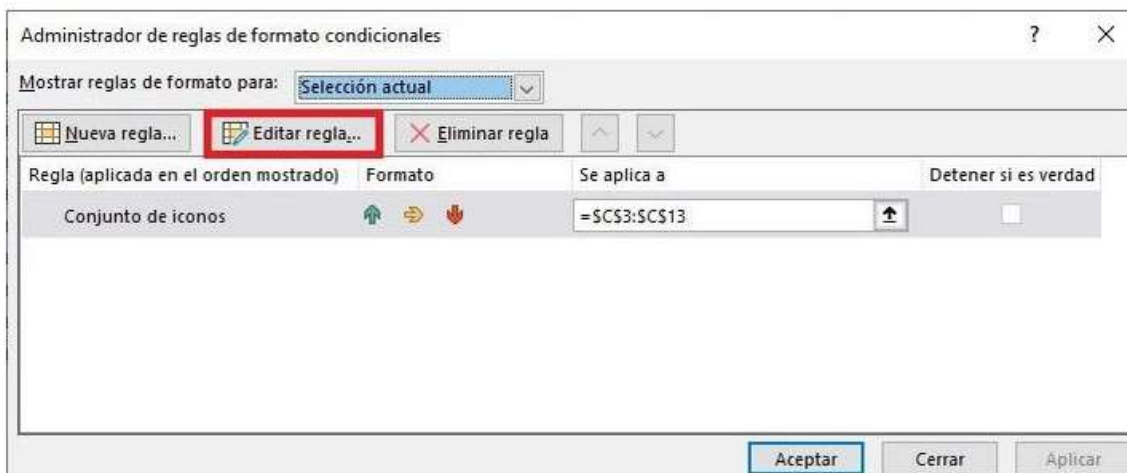 Administrador de reglas de formato condicionales ?
Mostrar reglas de formato para: Selección actual
Nueva regla... Editar regla... Eliminar regla
Regla (aplicada en el orden mostrado) Formato Se aplica a Detener si es verdad
Conjunto de iconos =$C$3:$C$13
Aceptar Cerrar Aplicar